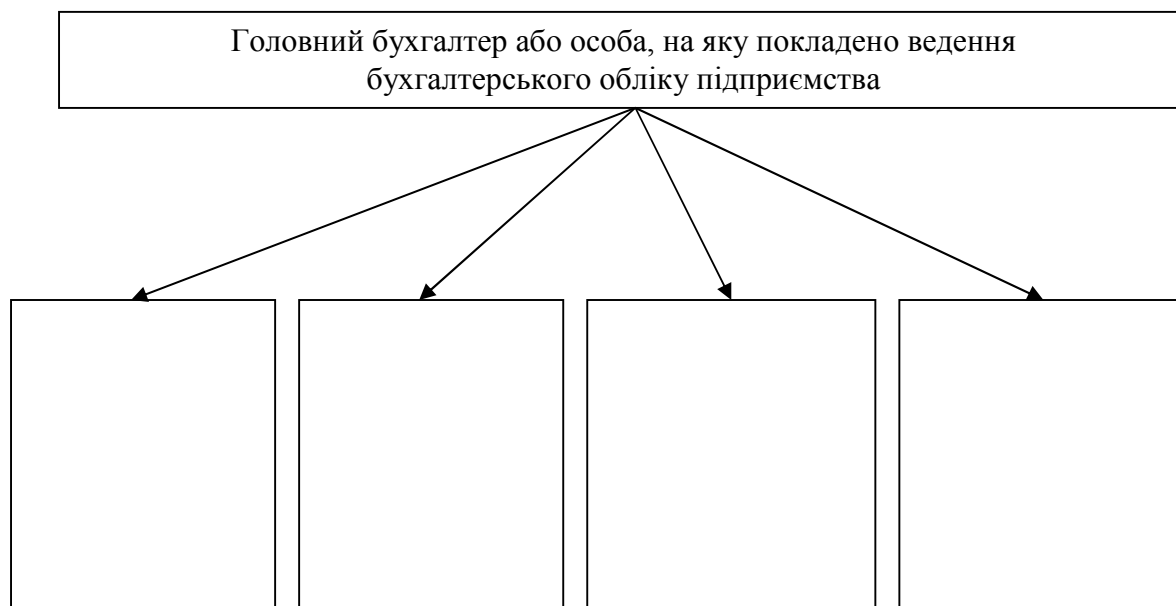 Головний бухгалтер або особа, на яку покладено ведення
бухгалтерського обліку підприємства